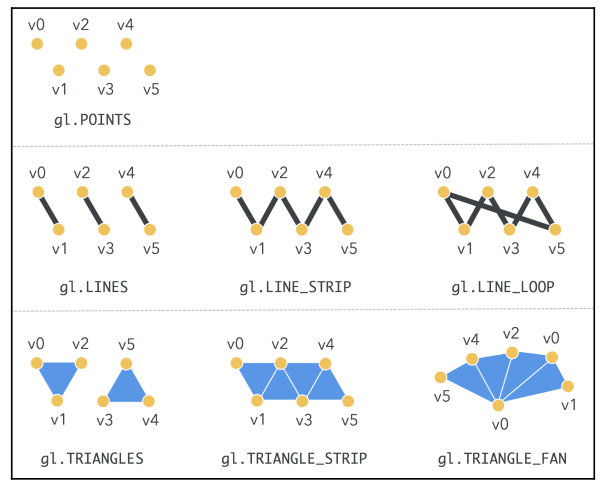 v0 v2 v4
v1 v3 v5
gl.POINTS
v0 v2 v4
v1 v3 v5
gl.LINES
v0 v2 v4
v1 v3 v5
gl.LINE_STRIP
v0 v2 v4
v1 v3 v5
gl.LINE_LOOP
v0 v2 v5
v1 v3 v4
gl.TRIANGLES
v0 v2 v4
v1 v3 v5
gl.TRIANGLE_STRIP
v4 v2 v0
v5 v1
v0
gl.TRIANGLE_FAN